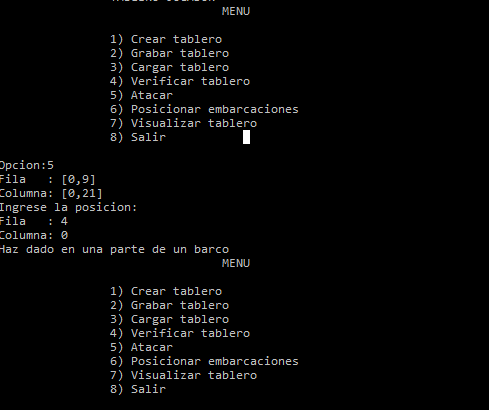 MENU
1) Crear tablero
2) Grabar tablero
3) Cargar tablero
4) Verificar tablero
5) Atacar
6) Posicionar embarcaciones
7) Visualizar tablero
8) Salir
Opcion:5
Fila   : [0,9]
Columna: [0,21]
Ingrese la posicion:
Fila   : 4
Columna: 0
Haz dado en una parte de un barco
MENU
1) Crear tablero
2) Grabar tablero
3) Cargar tablero
4) Verificar tablero
5) Atacar
6) Posicionar embarcaciones
7) Visualizar tablero
8) Salir